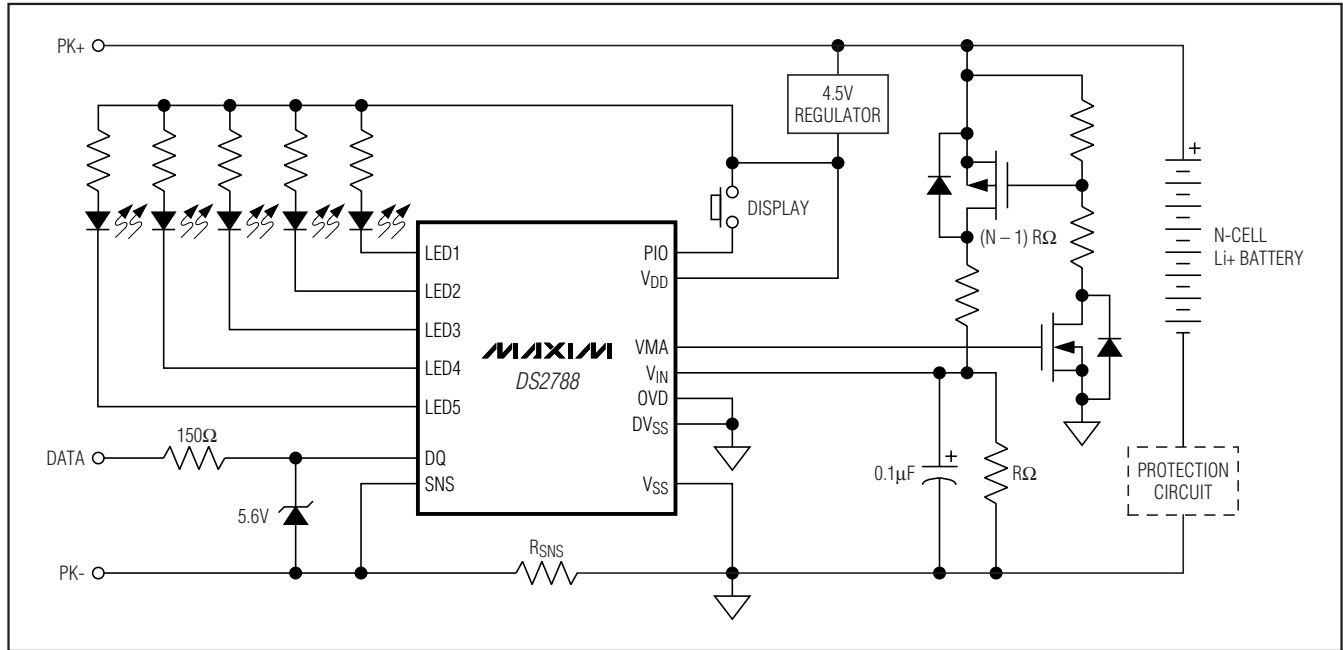 PK+
4.5V
REGULATOR
+
DISPLAY
(N – 1) RΩ
N-CELL
Li+ BATTERY
LED1
LED2
LED3
LED4
LED5
DQ
SNS
MAXIM
DS2788
PIO
VDD
VMA
VIN
OVD
DVSS
VSS
DATA
150Ω
5.6V
0.1μF
+
RΩ
PROTECTION
CIRCUIT
PK-
RSNS